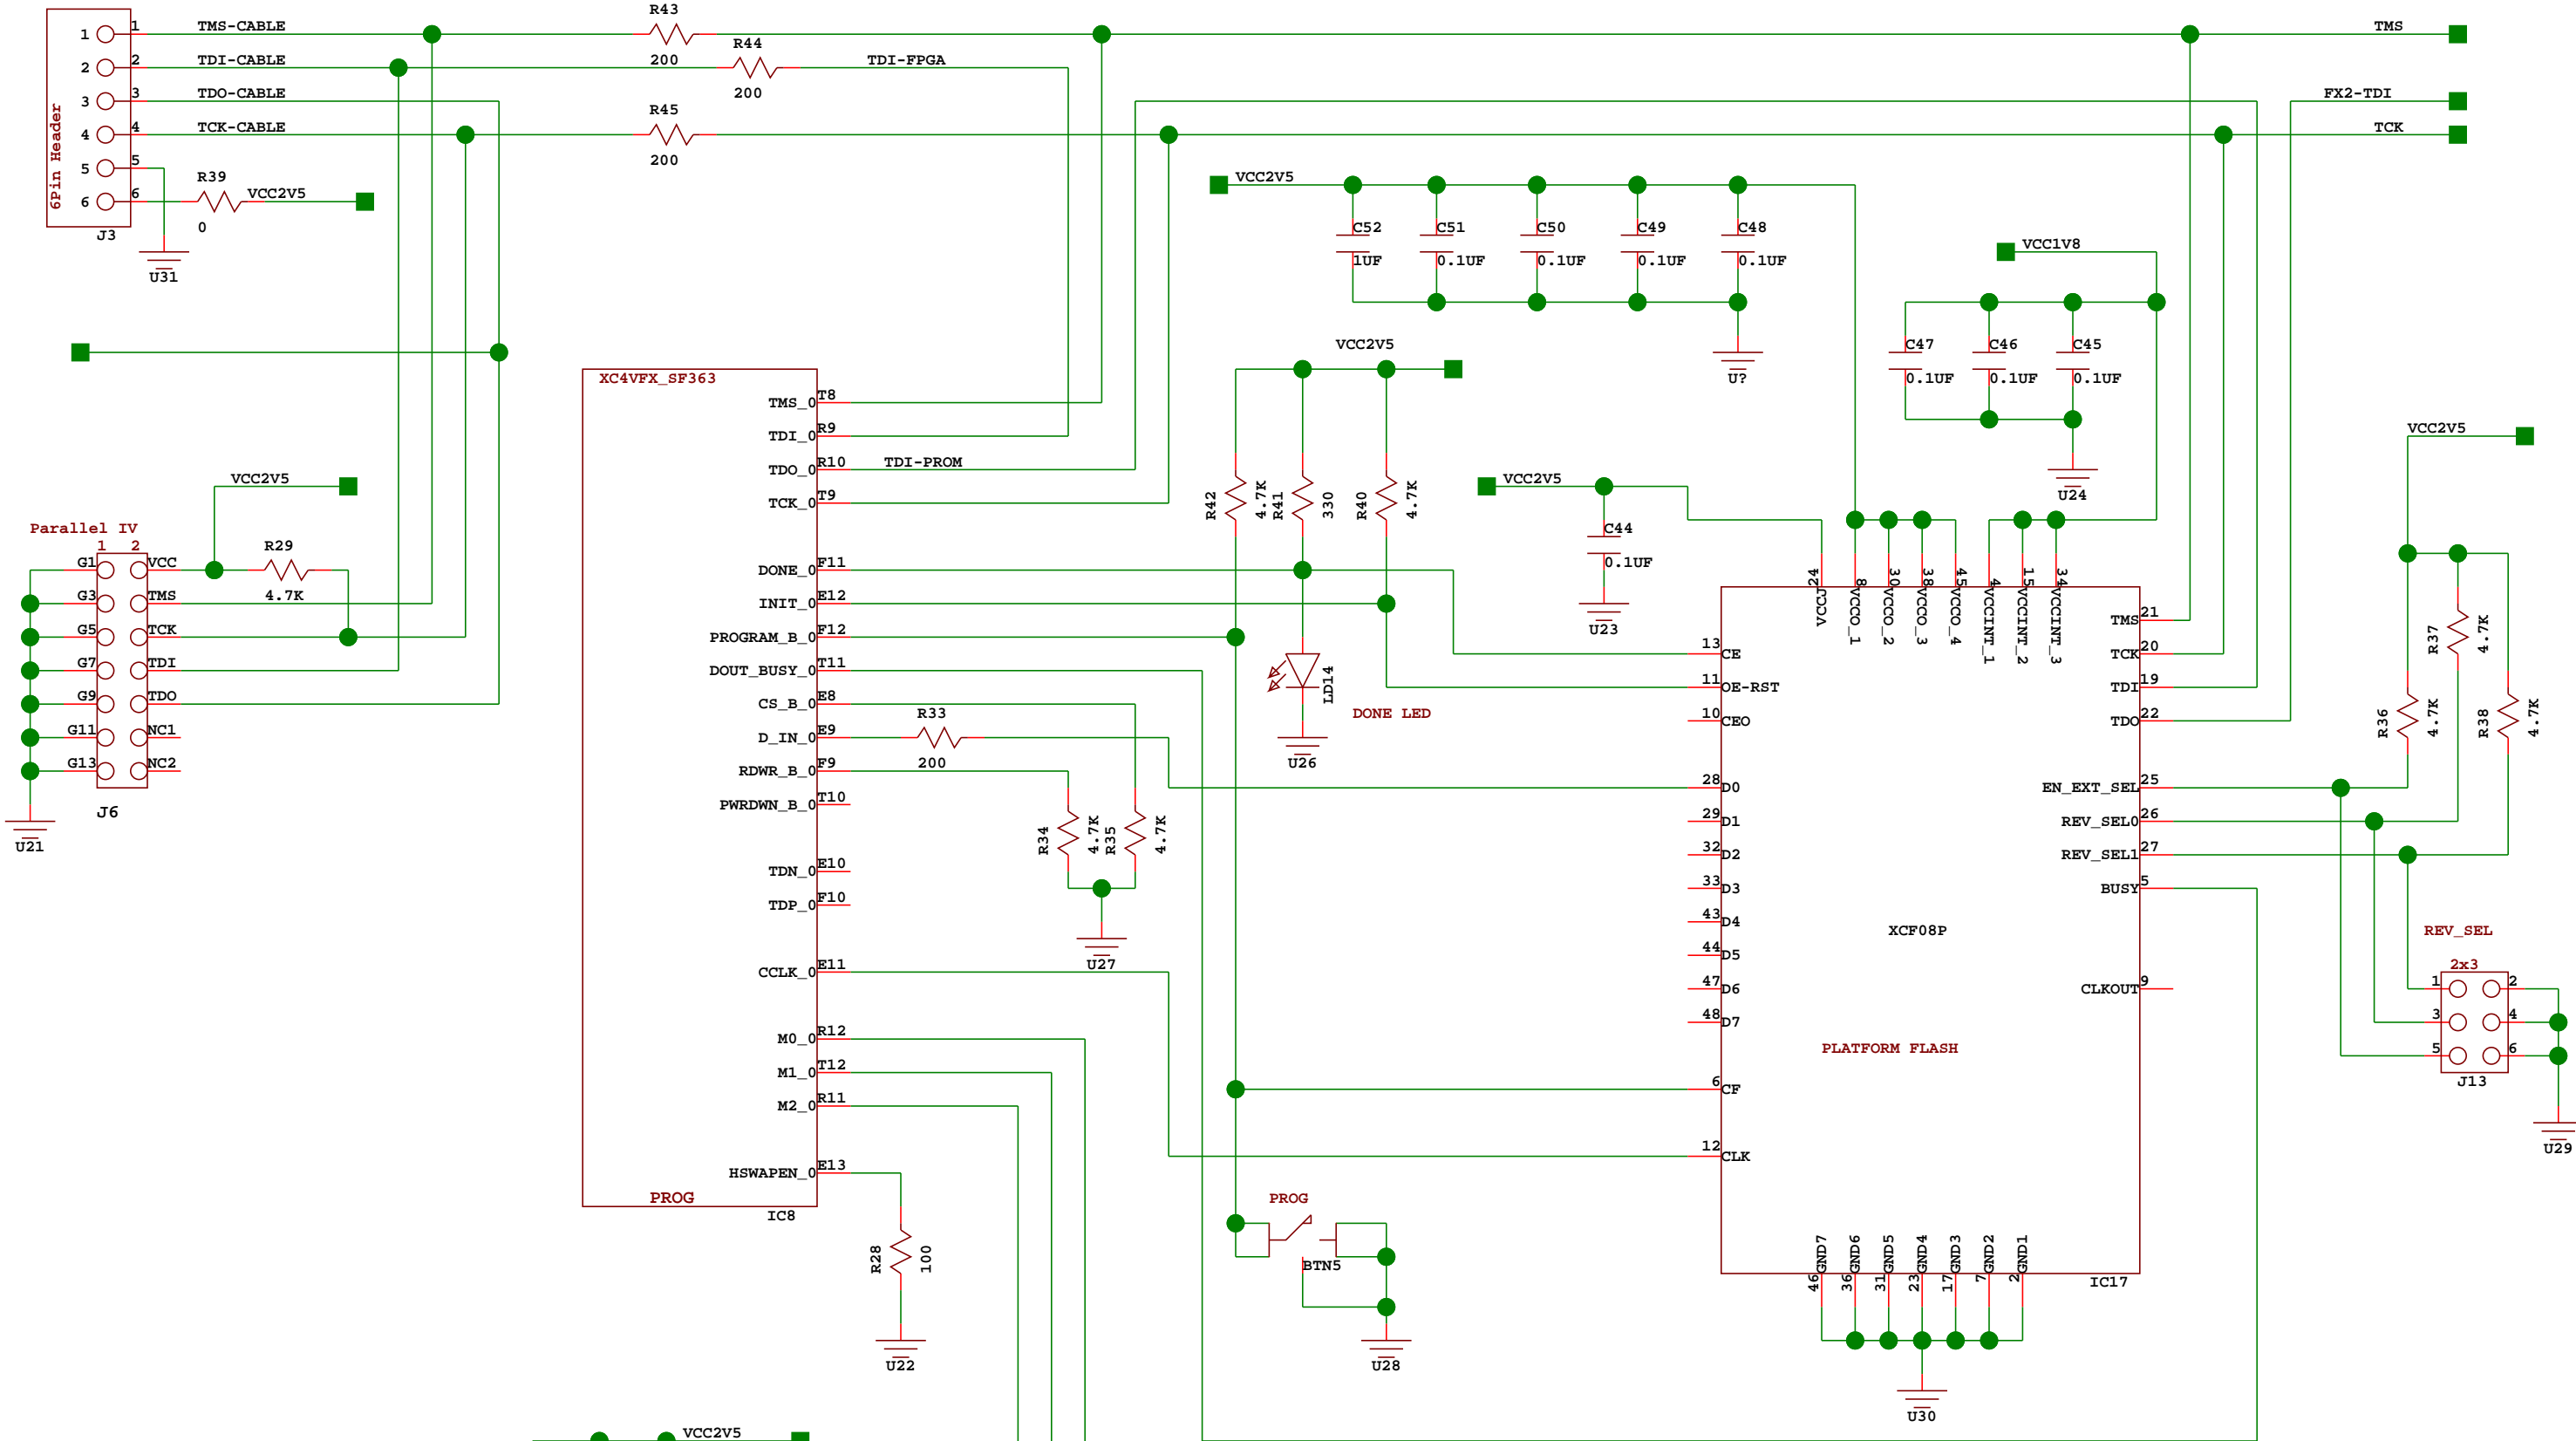 6Pin Header
1 1 TMS-CABLE
2 2 TDI-CABLE
3 3 TDO-CABLE
4 4 TCK-CABLE
5 5
6 6
J3
R39
0
VCC2V5
U31
R43
200
R44
200
TDI-FPGA
R45
200
TMS
FX2-TDI
TCK
VCC2V5
C52
1UF
C51
0.1UF
C50
0.1UF
C49
0.1UF
C48
0.1UF
U?
VCC1V8
C47
0.1UF
C46
0.1UF
C45
0.1UF
U24
VCC2V5
Parallel IV
1 2
G1 VCC
G3 TMS
G5 TCK
G7 TDI
G9 TDO
G11 NC1
G13 NC2
J6
U21
R29
4.7K
XC4VFX_SF363
TMS_0 T8
TDI_0 R9
TDO_0 R10 TDI-PROM
TCK_0 T9
DONE_0 F11
INIT_0 E12
PROGRAM_B_0 F12
DOUT_BUSY_0 T11
CS_B_0 E8
D_IN_0 E9
RDWR_B_0 F9
PWRDWN_B_0 T10
TDN_0 E10
TDP_0 F10
CCLK_0 E11
M0_0 R12
M1_0 T12
M2_0 R11
HSWAPEN_0 E13
PROG
IC8
R33
200
R34
4.7K
R35
4.7K
U27
R28
100
U22
VCC2V5
R42
4.7K
R41
330
R40
4.7K
LD14
DONE LED
U26
PROG
BTN5
U28
VCC2V5
C44
0.1UF
U23
24 VCCJ
8 VCCO_1
30 VCCO_2
38 VCCO_3
45 VCCO_4
4 VCCINT_1
15 VCCINT_2
34 VCCINT_3
13 CE
11 OE-RST
10 CEO
28 D0
29 D1
32 D2
33 D3
43 D4
44 D5
47 D6
48 D7
6 CF
12 CLK
TMS 21
TCK 20
TDI 19
TDO 22
EN_EXT_SEL 25
REV_SEL0 26
REV_SEL1 27
BUSY 5
CLKOUT 9
XCF08P
PLATFORM FLASH
46 GND7
36 GND6
31 GND5
23 GND4
17 GND3
7 GND2
2 GND1
IC17
U30
VCC2V5
R36
4.7K
R37
4.7K
R38
4.7K
REV_SEL
2x3
1 2
3 4
5 6
J13
U29
VCC2V5